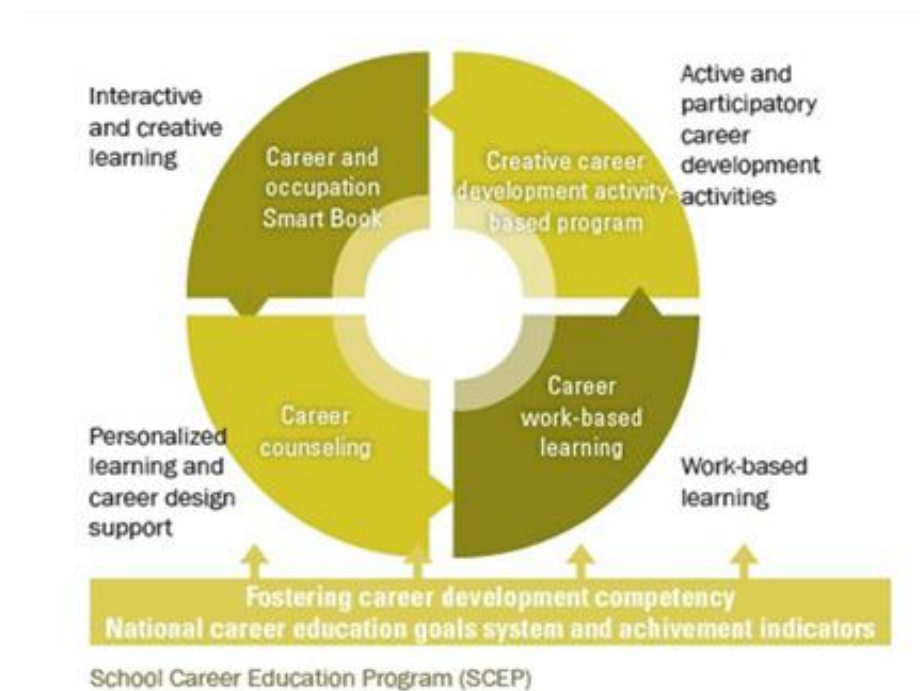 Interactive
and creative
learning
Career and
occupation
Smart Book
Creative career
development activity-
based program
Active and
participatory
career
development
activities
Personalized
learning and
career design
support
Career
counseling
Career
work-based
learning
Work-based
learning
Fostering career development competency
National career education goals system and achivement indicators
School Career Education Program (SCEP)